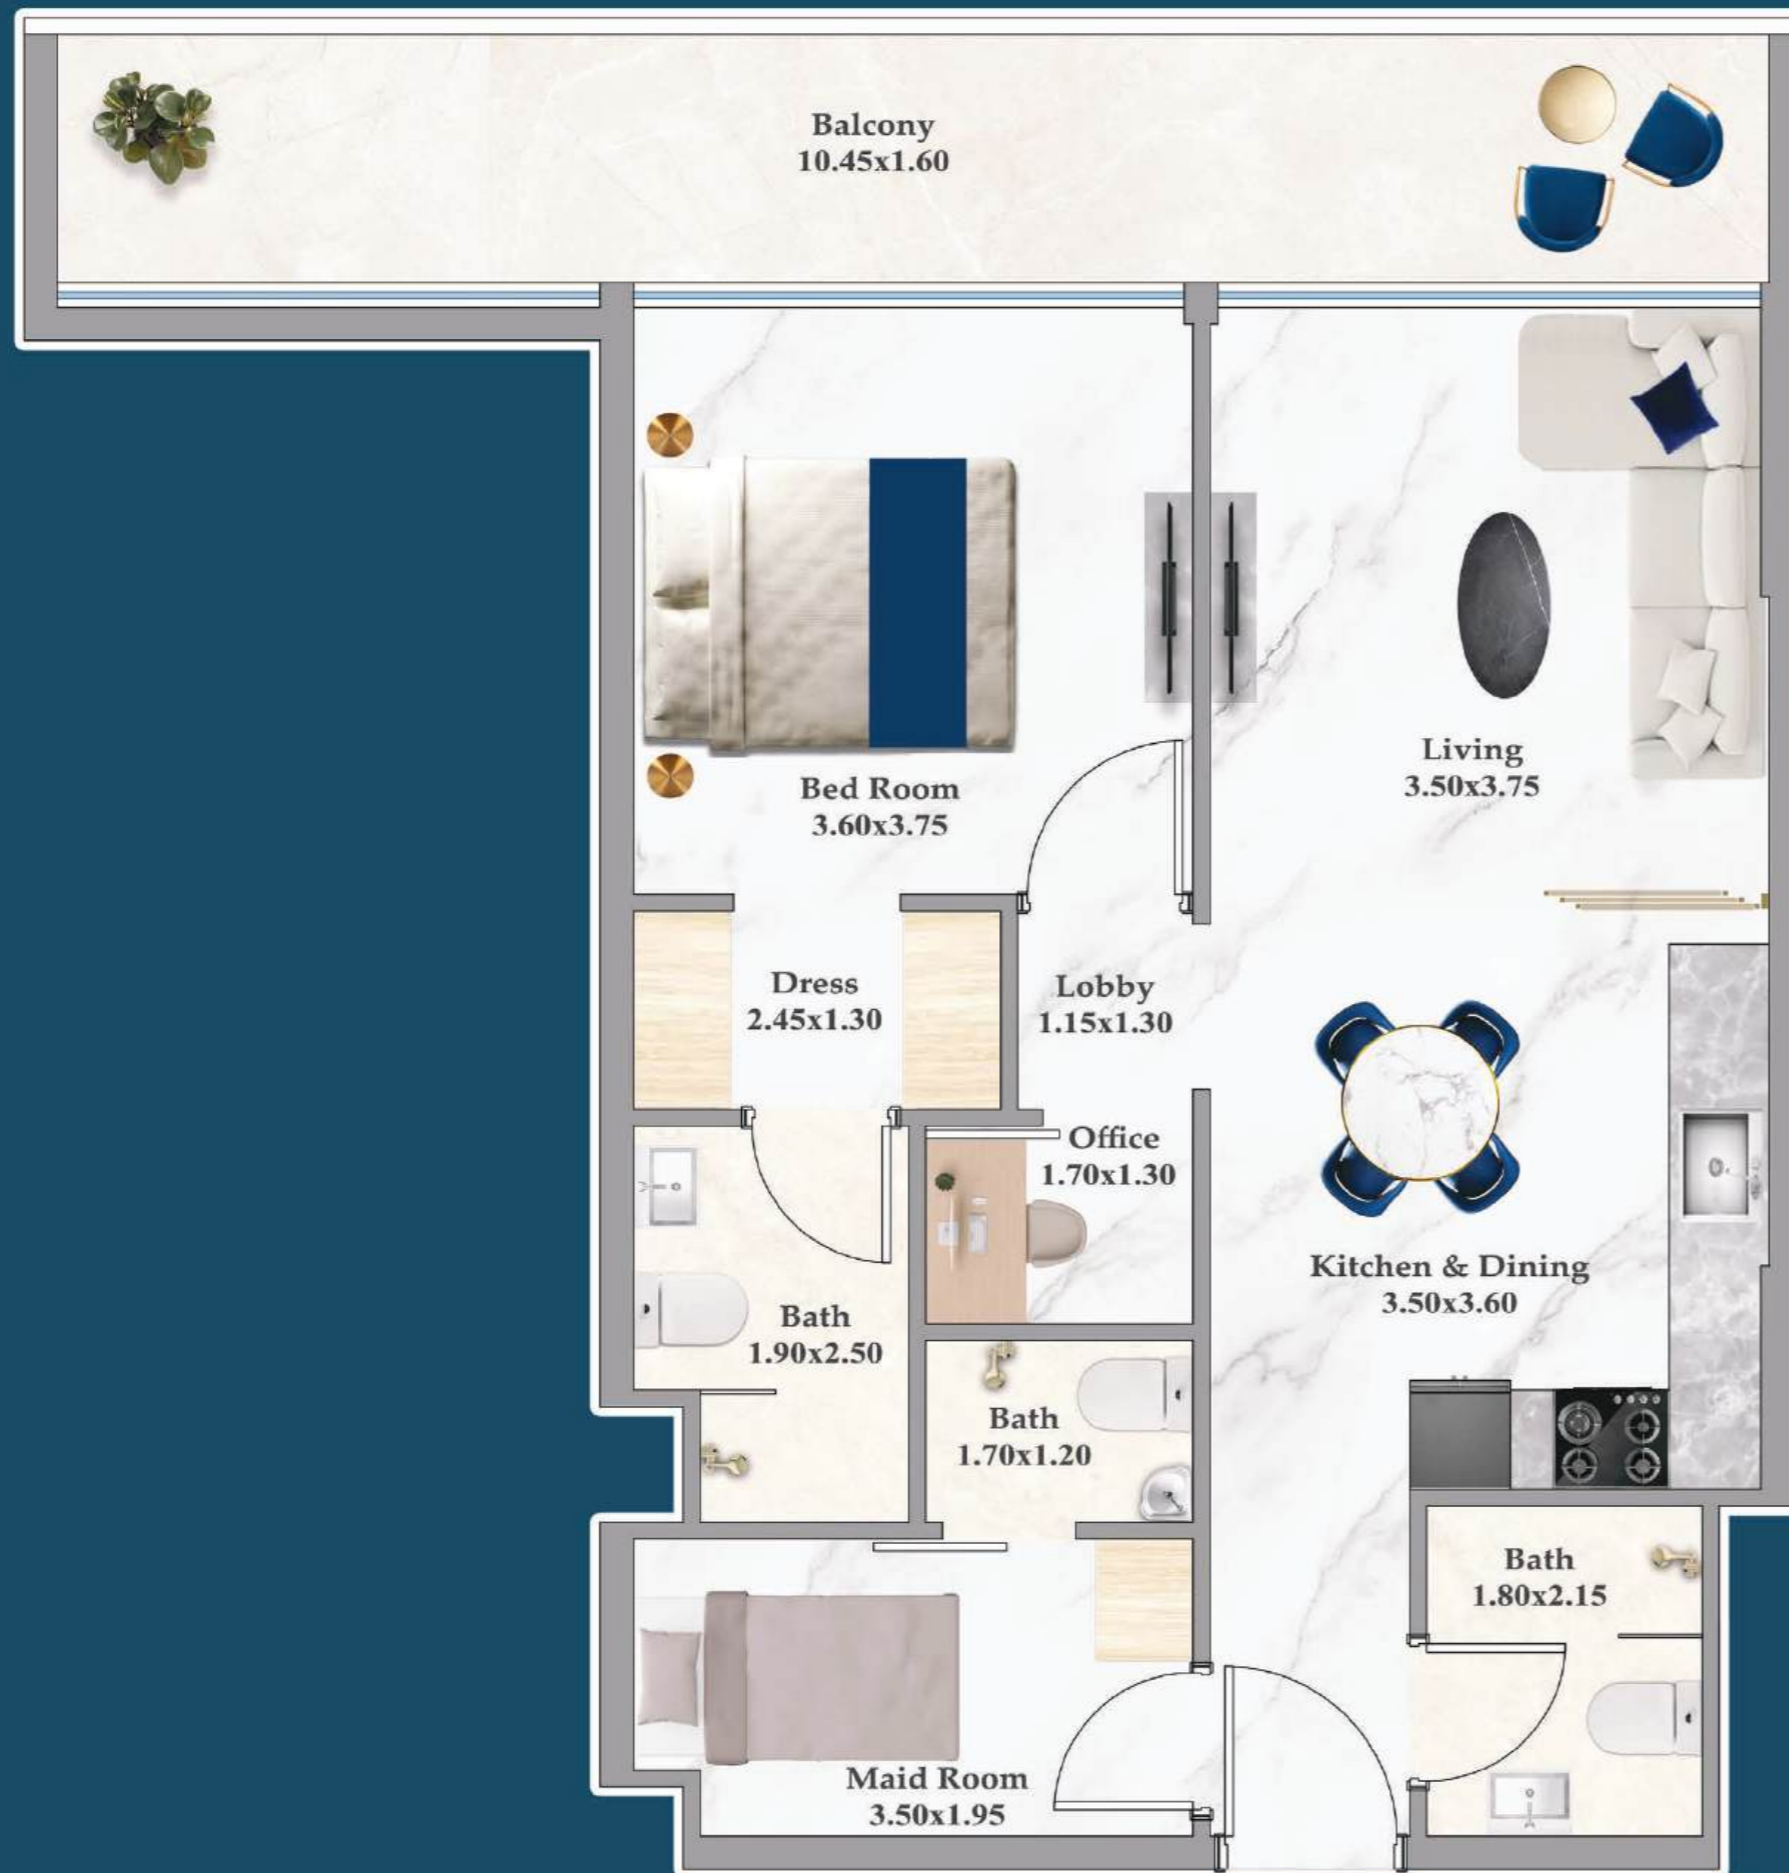 Balcony
10.45x1.60
Living
3.50x3.75
Bed Room
3.60x3.75
Dress
2.45x1.30
Lobby
1.15x1.30
Office
1.70x1.30
Kitchen & Dining
3.50x3.60
Bath
1.90x2.50
Bath
1.70x1.20
Bath
1.80x2.15
Maid Room
3.50x1.95